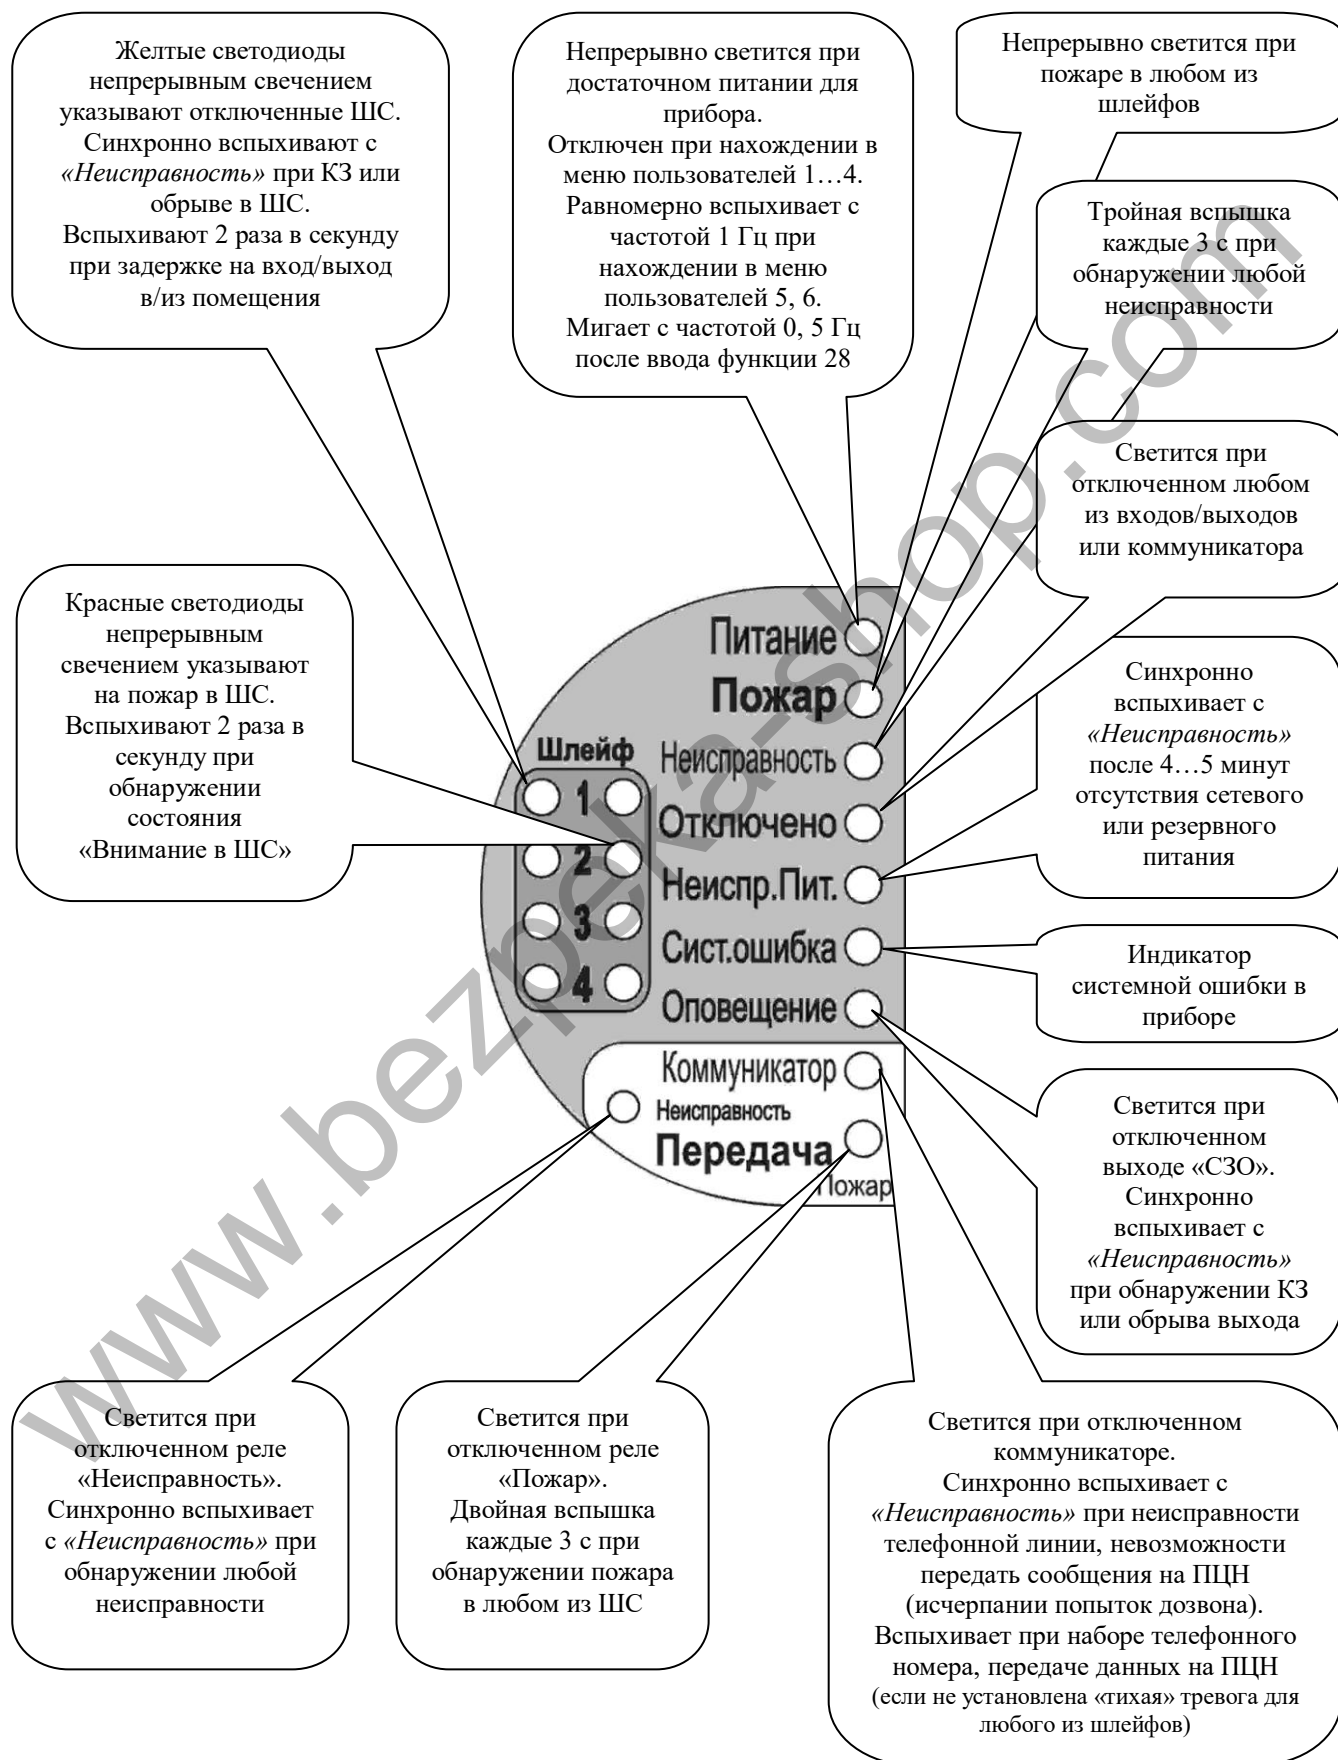 Желтые светодиоды
непрерывным свечением
указывают отключенные ШС.
Синхронно вспыхивают с
«Неисправность» при КЗ или
обрыве в ШС.
Вспыхивают 2 раза в секунду
при задержке на вход/выход
в/из помещения
Непрерывно светится при
достаточном питании для
прибора.
Отключен при нахождении в
меню пользователей 1…4.
Равномерно вспыхивает с
частотой 1 Гц при
нахождении в меню
пользователей 5, 6.
Мигает с частотой 0, 5 Гц
после ввода функции 28
Непрерывно светится при
пожаре в любом из
шлейфов
Тройная вспышка
каждые 3 с при
обнаружении любой
неисправности
Светится при
отключенном любом
из входов/выходов
или коммуникатора
Красные светодиоды
непрерывным
свечением указывают
на пожар в ШС.
Вспыхивают 2 раза в
секунду при
обнаружении
состояния
«Внимание в ШС»
Синхронно
вспыхивает с
«Неисправность»
после 4…5 минут
отсутствия сетевого
или резервного
питания
Индикатор
системной ошибки в
приборе
Светится при
отключенном
выходе «СЗО».
Синхронно
вспыхивает с
«Неисправность»
при обнаружении КЗ
или обрыва выхода
Питание
Пожар
Неисправность
Отключено
Неиспр.Пит.
Сист.ошибка
Оповещение
Шлейф
1
2
3
4
Коммуникатор
Неисправность
Передача
Пожар
Светится при
отключенном реле
«Неисправность».
Синхронно вспыхивает
с «Неисправность» при
обнаружении любой
неисправности
Светится при
отключенном реле
«Пожар».
Двойная вспышка
каждые 3 с при
обнаружении пожара
в любом из ШС
Светится при отключенном
коммуникаторе.
Синхронно вспыхивает с
«Неисправность» при неисправности
телефонной линии, невозможности
передать сообщения на ПЦН
(исчерпании попыток дозвона).
Вспыхивает при наборе телефонного
номера, передаче данных на ПЦН
(если не установлена «тихая» тревога для
любого из шлейфов)
www.bezpeka-shop.com